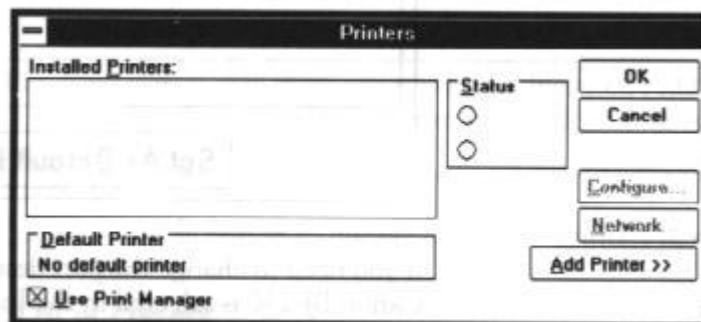 Printers
Installed Printers:
Status
OK
Cancel
Configure...
Network...
Default Printer
No default printer
Add Printer >>
Use Print Manager